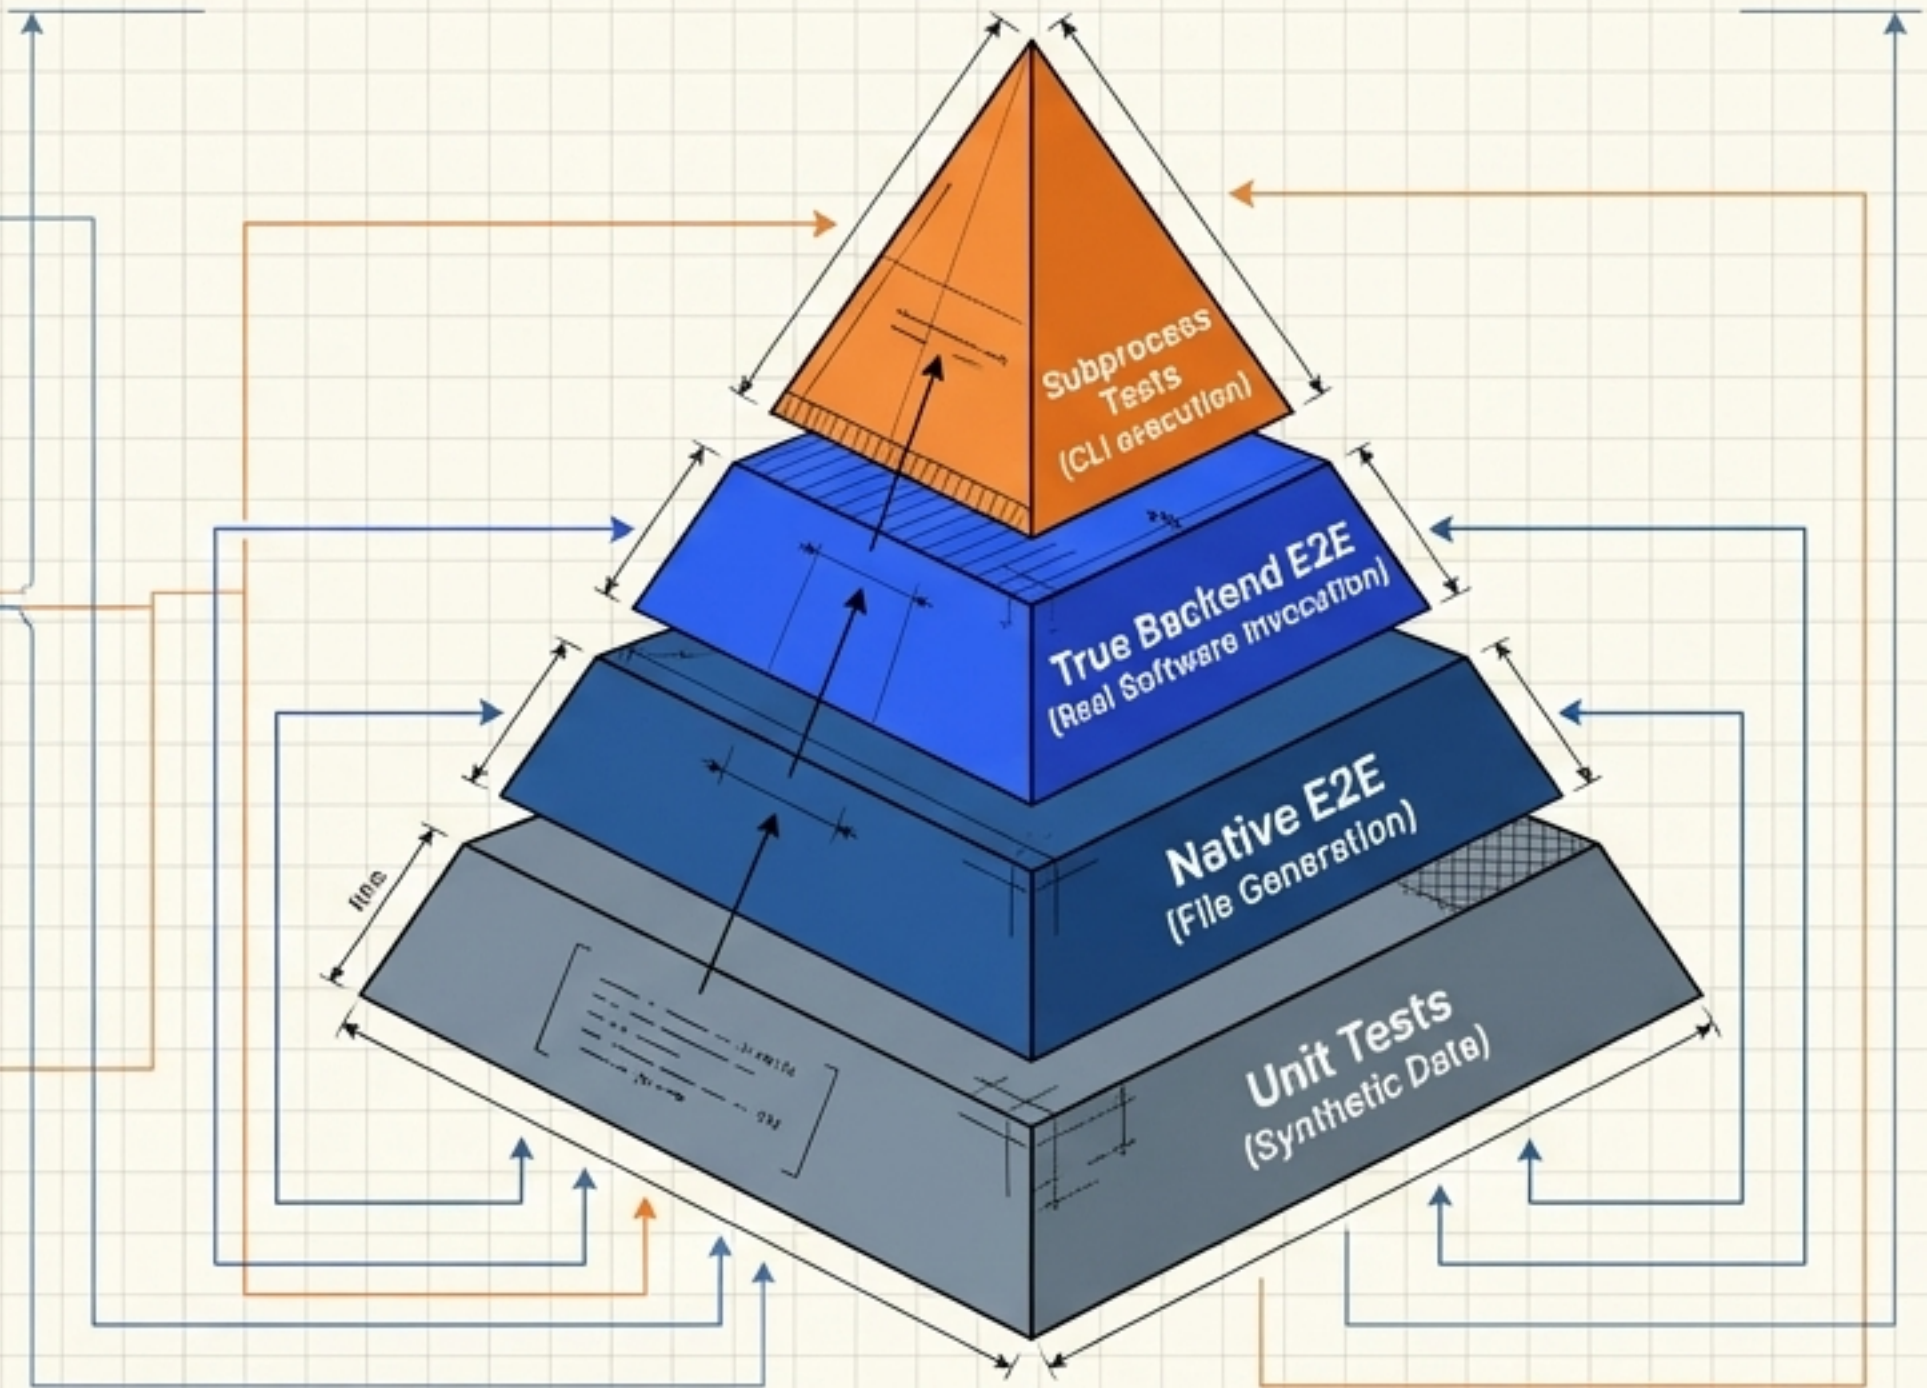 Subprocess
Tests
(CLI execution)
True Backend E2E
(Real Software Invocation)
Native E2E
(File Generation)
Unit Tests
(Synthetic Data)